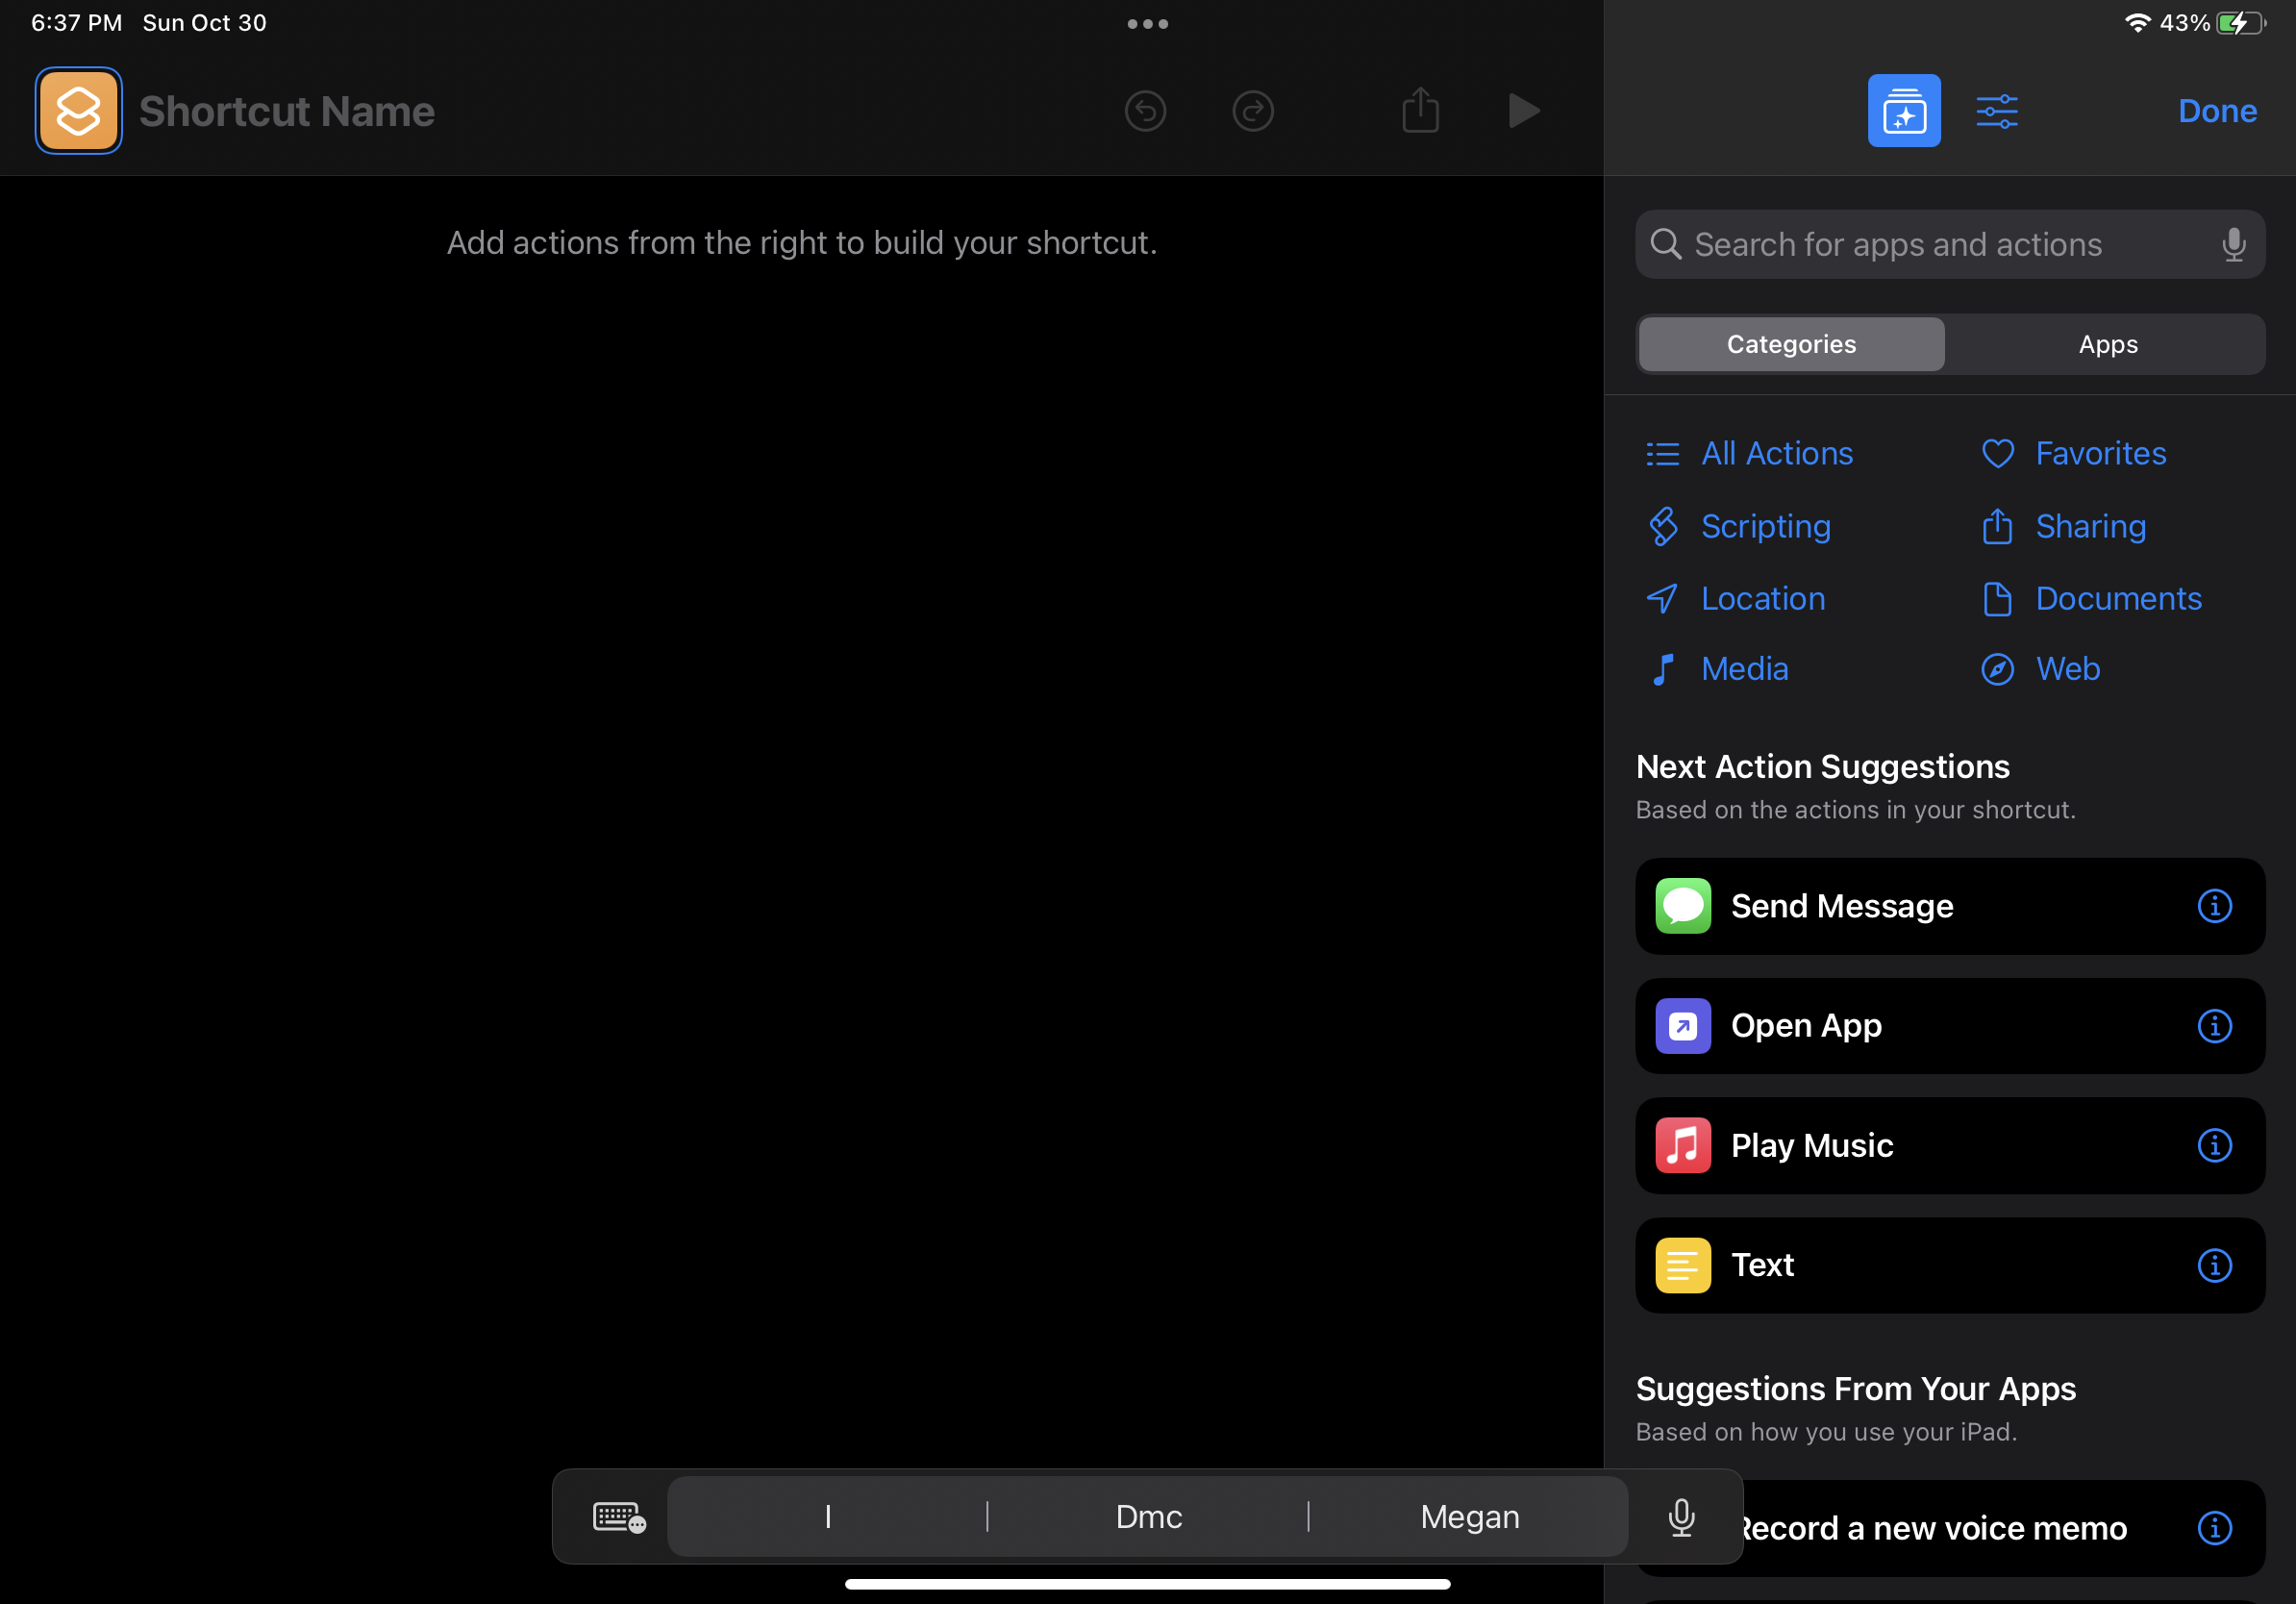 6:37 PM Sun Oct 30
43%
Shortcut Name
Done
Add actions from the right to build your shortcut.
Search for apps and actions
Categories Apps
All Actions Favorites
Scripting Sharing
Location Documents
Media Web
Next Action Suggestions
Based on the actions in your shortcut.
Send Message
Open App
Play Music
Text
Suggestions From Your Apps
Based on how you use your iPad.
Record a new voice memo
I Dmc Megan